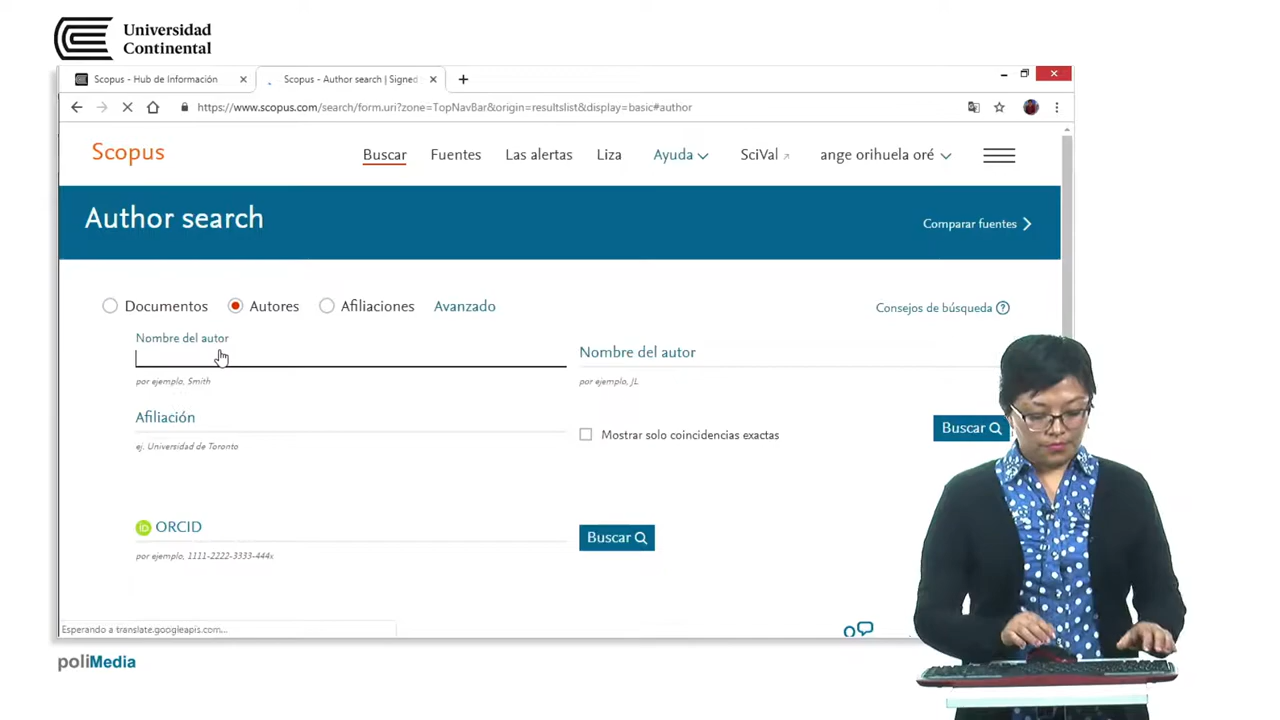 Universidad
Continental
Scopus - Hub de Información
Scopus - Author search | Signed
https://www.scopus.com/search/form.uri?zone=TopNavBar&origin=resultslist&display=basic#author
Scopus
Buscar
Fuentes
Las alertas
Liza
Ayuda
SciVal
ange orihuela oré
Author search
Comparar fuentes
Documentos
Autores
Afiliaciones
Avanzado
Consejos de búsqueda
Nombre del autor
por ejemplo, Smith
Nombre del autor
por ejemplo, JL
Afiliación
ej. Universidad de Toronto
Mostrar solo coincidencias exactas
Buscar
iD ORCID
por ejemplo, 1111-2222-3333-444x
Buscar
Esperando a translate.googleapis.com...
poliMedia